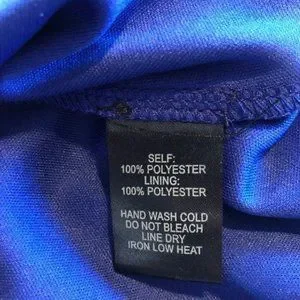 SELF:
100% POLYESTER
LINING:
100% POLYESTER
HAND WASH COLD
DO NOT BLEACH
LINE DRY
IRON LOW HEAT